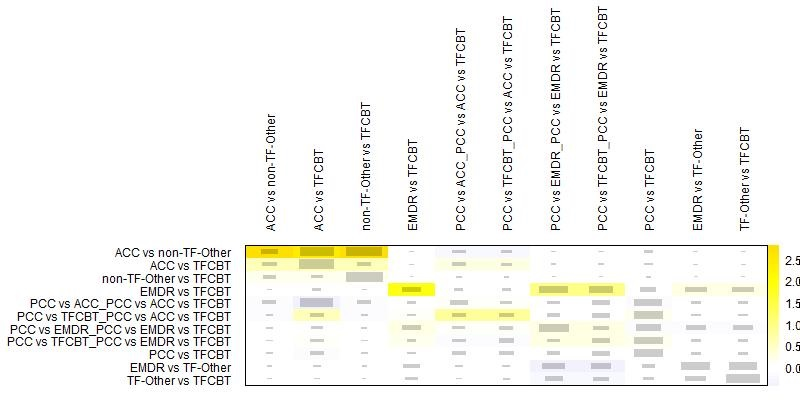 ACC vs non-TF-Other
ACC vs TFCBT
non-TF-Other vs TFCBT
EMDR vs TFCBT
PCC vs ACC_PCC vs ACC vs TFCBT
PCC vs TFCBT_PCC vs ACC vs TFCBT
PCC vs EMDR_PCC vs EMDR vs TFCBT
PCC vs TFCBT_PCC vs EMDR vs TFCBT
PCC vs TFCBT
EMDR vs TF-Other
TF-Other vs TFCBT
ACC vs non-TF-Other
ACC vs TFCBT
non-TF-Other vs TFCBT
EMDR vs TFCBT
PCC vs ACC_PCC vs ACC vs TFCBT
PCC vs TFCBT_PCC vs ACC vs TFCBT
PCC vs EMDR_PCC vs EMDR vs TFCBT
PCC vs TFCBT_PCC vs EMDR vs TFCBT
PCC vs TFCBT
EMDR vs TF-Other
TF-Other vs TFCBT
2.5
2.0
1.5
1.0
0.5
0.0